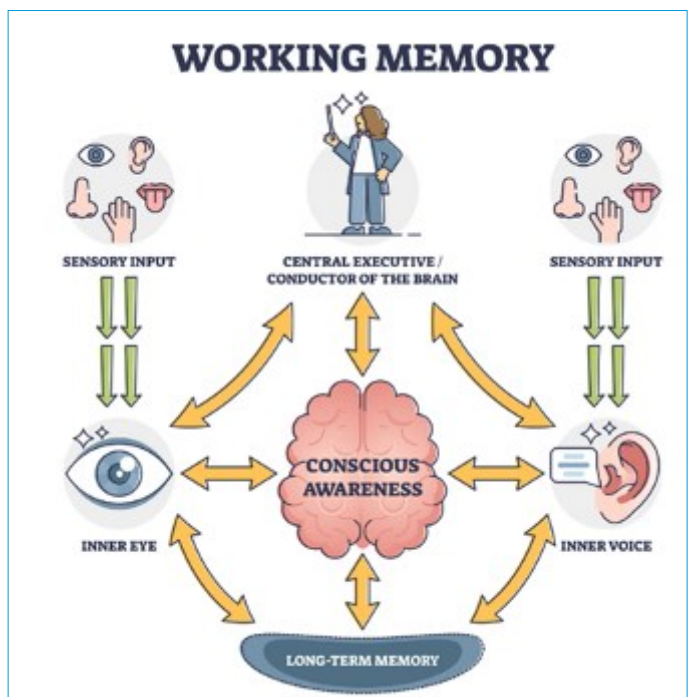 WORKING MEMORY
SENSORY INPUT
CENTRAL EXECUTIVE /
CONDUCTOR OF THE BRAIN
SENSORY INPUT
CONSCIOUS
AWARENESS
INNER EYE
INNER VOICE
LONG-TERM MEMORY